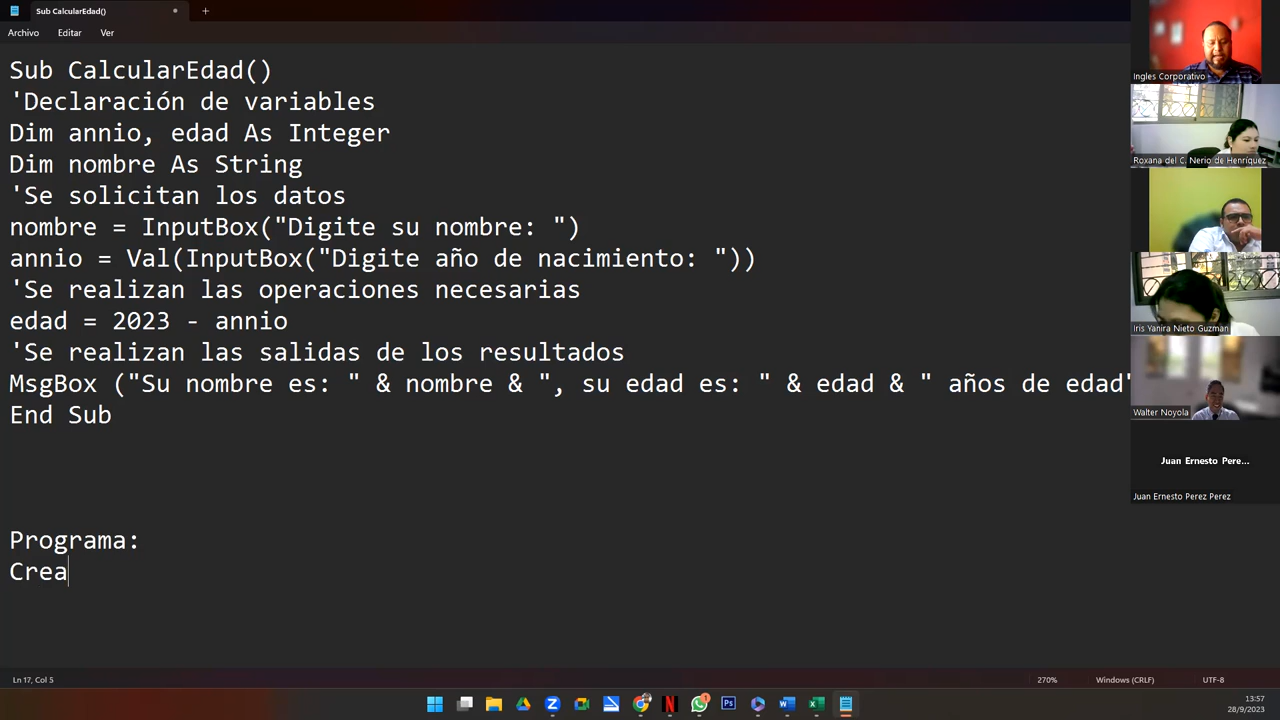 Sub CalcularEdad()
Archivo
Editar
Ver
Sub CalcularEdad()
'Declaración de variables
Dim annio, edad As Integer
Dim nombre As String
'Se solicitan los datos
nombre = InputBox("Digite su nombre: ")
annio = Val(InputBox("Digite año de nacimiento: "))
'Se realizan las operaciones necesarias
edad = 2023 - annio
'Se realizan las salidas de los resultados
MsgBox ("Su nombre es: " & nombre & ", su edad es: " & edad & " años de edad"
End Sub
Programa:
Crea
Ingles Corporativo
Roxana del C. Nerio de Henríquez
Iris Yanira Nieto Guzman
Walter Noyola
Juan Ernesto Pere...
Juan Ernesto Perez Perez
Ln 17, Col 5
270%
Windows (CRLF)
UTF-8
13:57
28/9/2023